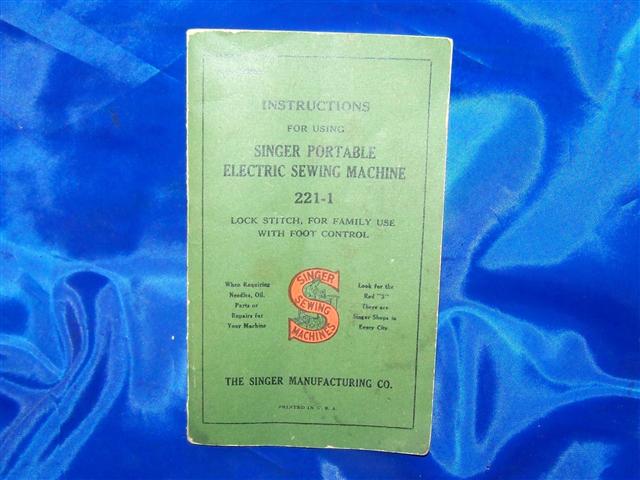 INSTRUCTIONS
FOR USING
SINGER PORTABLE
ELECTRIC SEWING MACHINE
221-1
LOCK STITCH, FOR FAMILY USE
WITH FOOT CONTROL
When Requiring
Needles, Oil,
Parts or
Repairs for
Your Machine
SINGER
SEWING
MACHINES
Look for the
Red "S"
There are
Singer Shops in
Every City
THE SINGER MANUFACTURING CO.
PRINTED IN U. S. A.